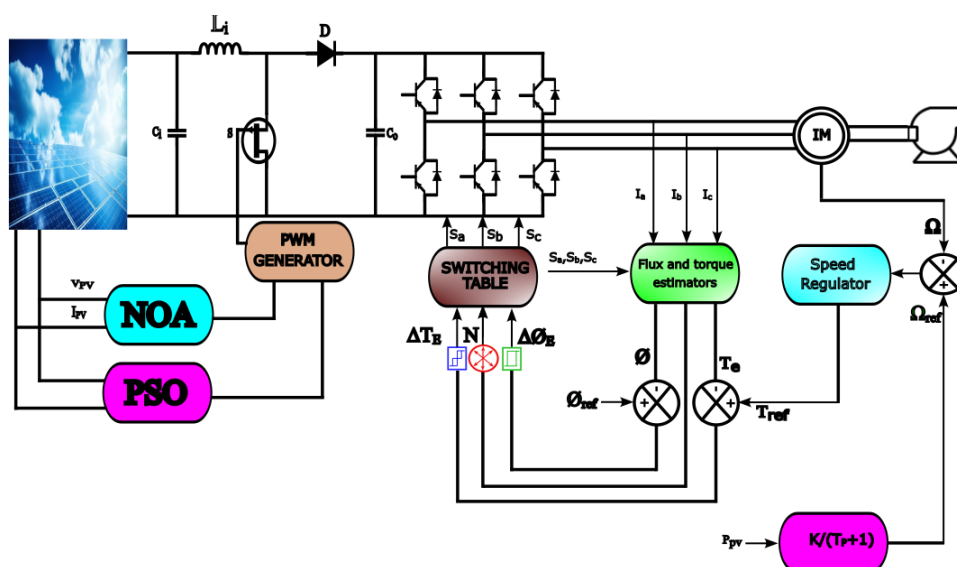 Li
D
Ci
S
Co
IM
Ia
Ib
Ic
Ω
Sa
Sb
Sc
PWM
GENERATOR
SWITCHING
TABLE
Sa,Sb,Sc
Flux and torque
estimators
Speed
Regulator
-
+
Ωref
VPV
IPV
NOA
PSO
ΔTE
N
ΔØE
Ø
Te
Øref
+
-
-
+
Tref
Ppv
K/(TP+1)